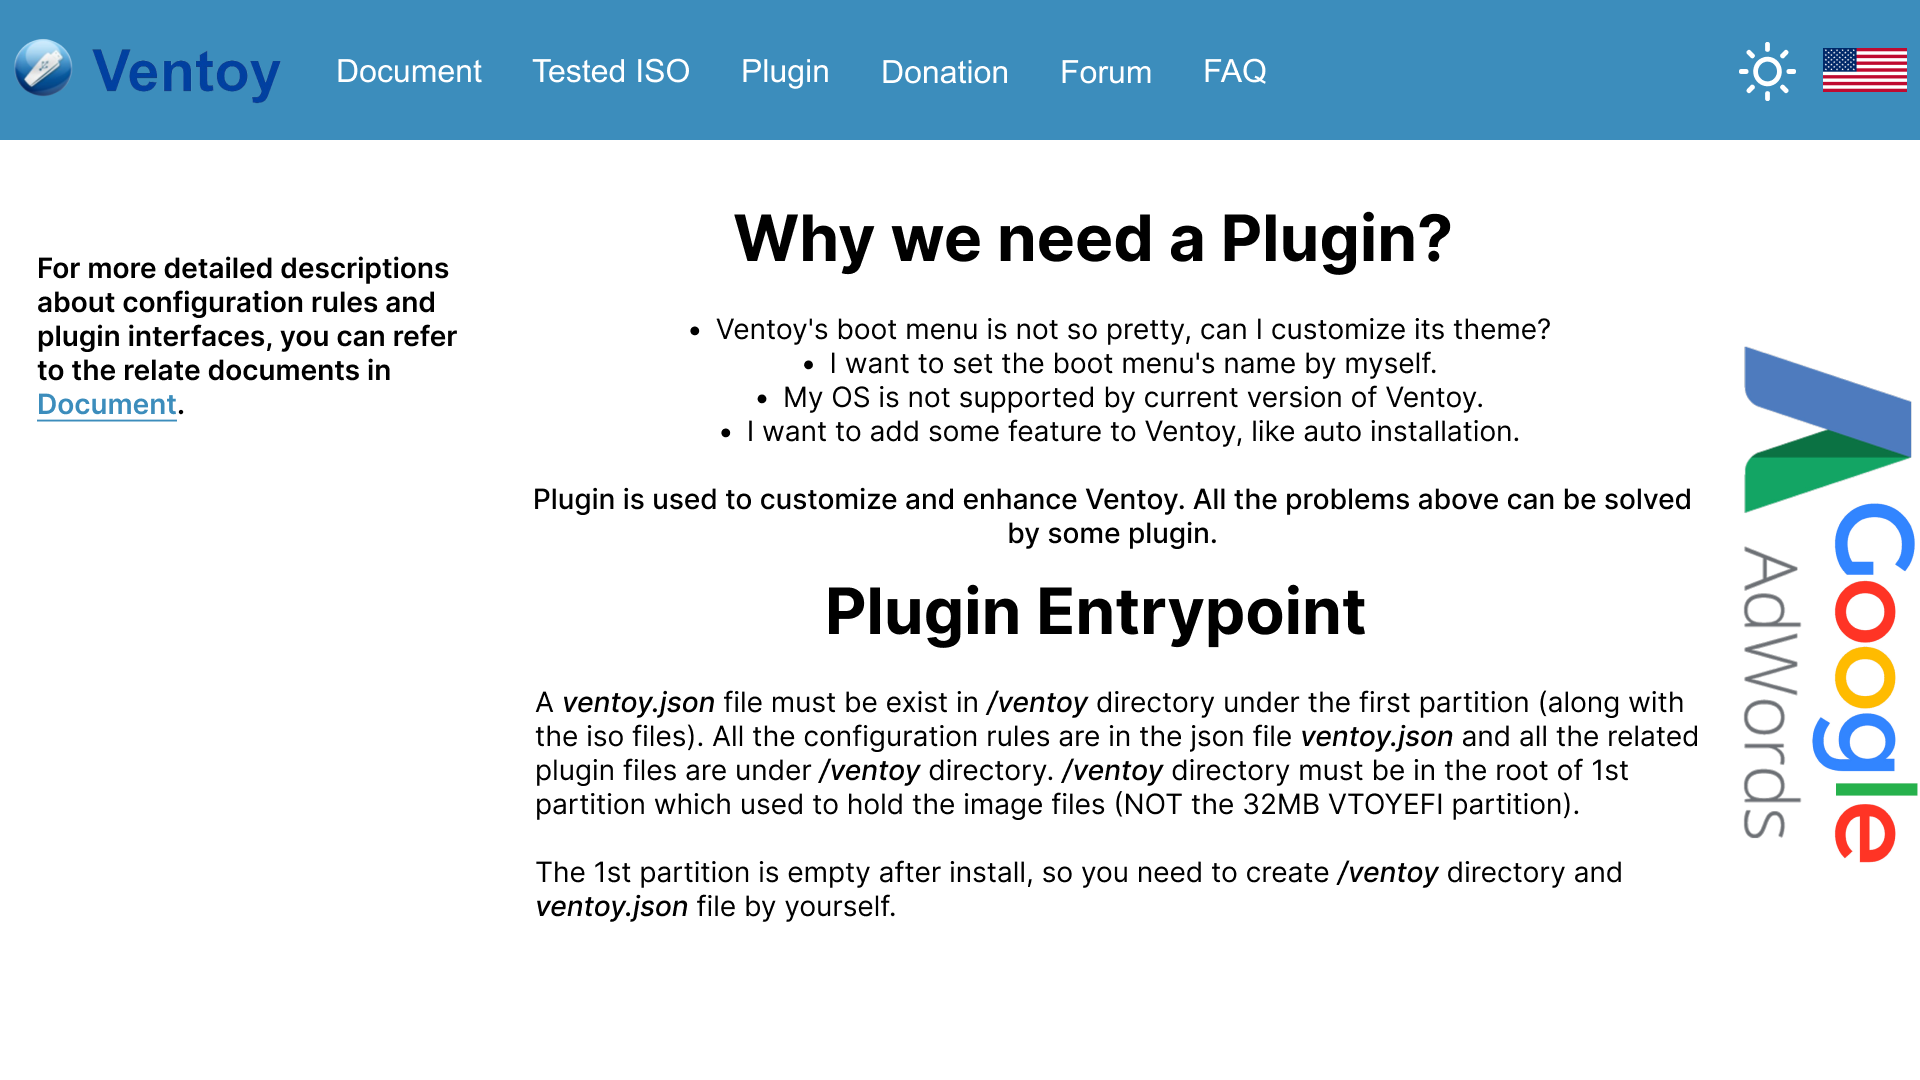 Ventoy
Document
Tested ISO
Plugin
Donation
Forum
FAQ
For more detailed descriptions
about configuration rules and
plugin interfaces, you can refer
to the relate documents in
Document.
Why we need a Plugin?
• Ventoy's boot menu is not so pretty, can I customize its theme?
• I want to set the boot menu's name by myself.
• My OS is not supported by current version of Ventoy.
• I want to add some feature to Ventoy, like auto installation.
Plugin is used to customize and enhance Ventoy. All the problems above can be solved
by some plugin.
Plugin Entrypoint
A ventoy.json file must be exist in /ventoy directory under the first partition (along with
the iso files). All the configuration rules are in the json file ventoy.json and all the related
plugin files are under /ventoy directory. /ventoy directory must be in the root of 1st
partition which used to hold the image files (NOT the 32MB VTOYEFI partition).
The 1st partition is empty after install, so you need to create /ventoy directory and
ventoy.json file by yourself.
Google
AdWords